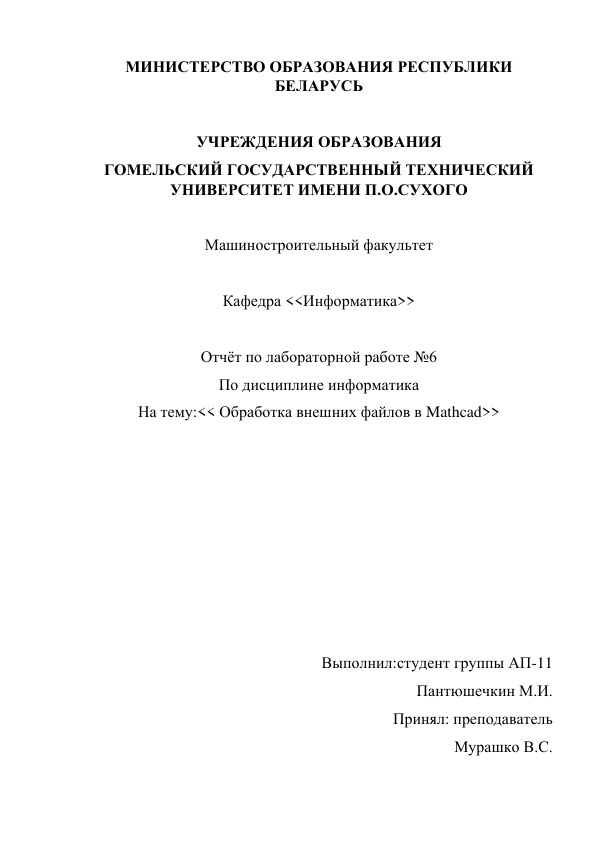 МИНИСТЕРСТВО ОБРАЗОВАНИЯ РЕСПУБЛИКИ
БЕЛАРУСЬ
УЧРЕЖДЕНИЯ ОБРАЗОВАНИЯ
ГОМЕЛЬСКИЙ ГОСУДАРСТВЕННЫЙ ТЕХНИЧЕСКИЙ
УНИВЕРСИТЕТ ИМЕНИ П.О.СУХОГО
Машиностроительный факультет
Кафедра <<Информатика>>
Отчёт по лабораторной работе №6
По дисциплине информатика
На тему:<< Обработка внешних файлов в Mathcad>>
Выполнил:студент группы АП-11
Пантюшечкин М.И.
Принял: преподаватель
Мурашко В.С.